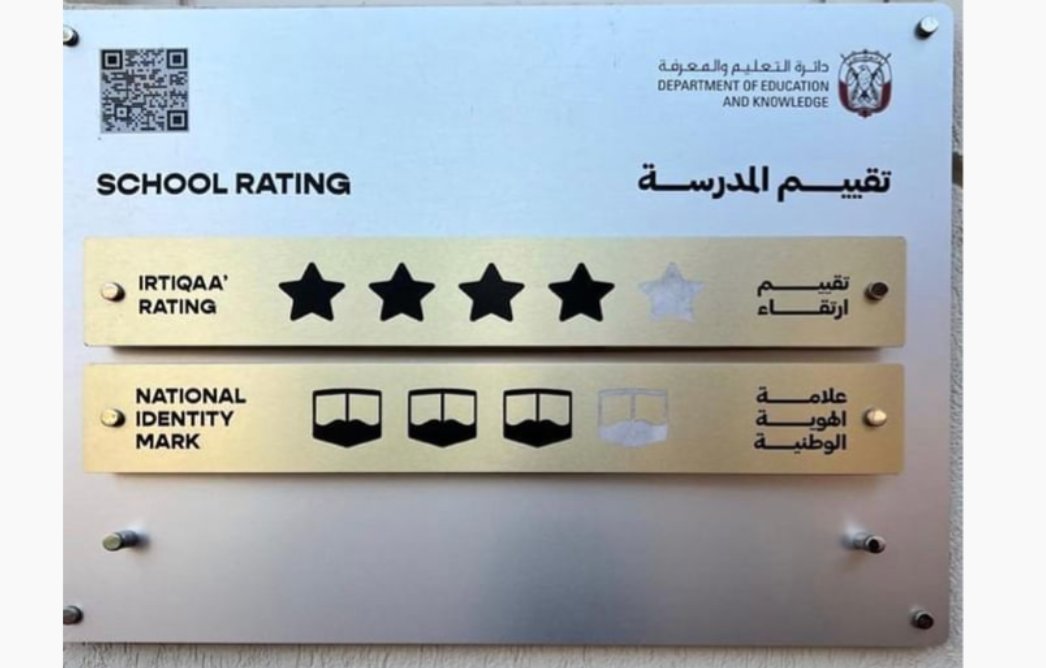 دائرة التعليم والمعرفة
DEPARTMENT OF EDUCATION
AND KNOWLEDGE
SCHOOL RATING
تقييم المدرسة
IRTIQAA’
RATING
تقييم
ارتقاء
NATIONAL
IDENTITY
MARK
علامة
الهوية
الوطنية